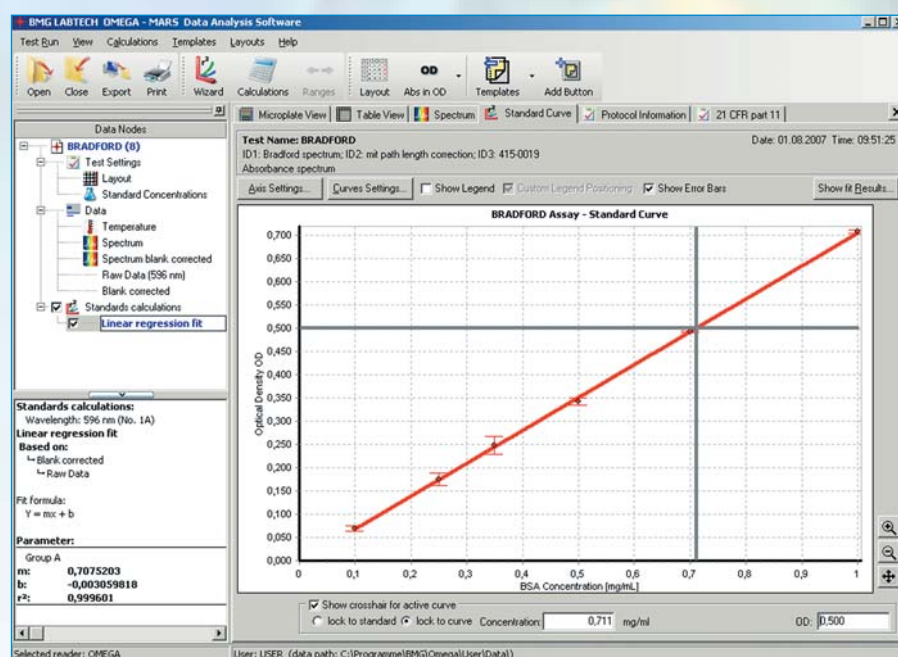 BMG LABTECH OMEGA - MARS Data Analysis Software
Test Run View Calculations Templates Layouts Help
Open Close Export Print Wizard Calculations Ranges Layout Abs in OD Templates Add Button
OD
Data Nodes
BRADFORD (8)
Test Settings
Layout
Standard Concentrations
Data
Temperature
Spectrum
Spectrum blank corrected
Raw Data (596 nm)
Blank corrected
Standards calculations
Linear regression fit
Standards calculations:
Wavelength: 596 nm (No. 1A)
Linear regression fit
Based on:
Blank corrected
Raw Data
Fit formula:
Y = mx + b
Parameter:
Group A
m: 0,7075203
b: -0,003059818
r²: 0,999601
Microplate View Table View Spectrum Standard Curve Protocol Information 21 CFR part 11
Test Name: BRADFORD Date: 01.08.2007 Time: 09:51:25
ID1: Bradford spectrum; ID2: mit path length correction; ID3: 415-0019
Absorbance spectrum
Axis Settings... Curves Settings... Show Legend Custom Legend Positioning Show Error Bars Show fit Results...
BRADFORD Assay - Standard Curve
Optical Density OD
0,700
0,650
0,600
0,550
0,500
0,450
0,400
0,350
0,300
0,250
0,200
0,150
0,100
0,050
0,000
0 0,1 0,2 0,3 0,4 0,5 0,6 0,7 0,8 0,9 1
BSA Concentration [mg/mL]
Show crosshair for active curve
lock to standard lock to curve Concentration: 0,711 mg/ml OD: 0,500
Selected reader: OMEGA User: USER (data path: C:\Programme\BMG\Omega\User\Data\)